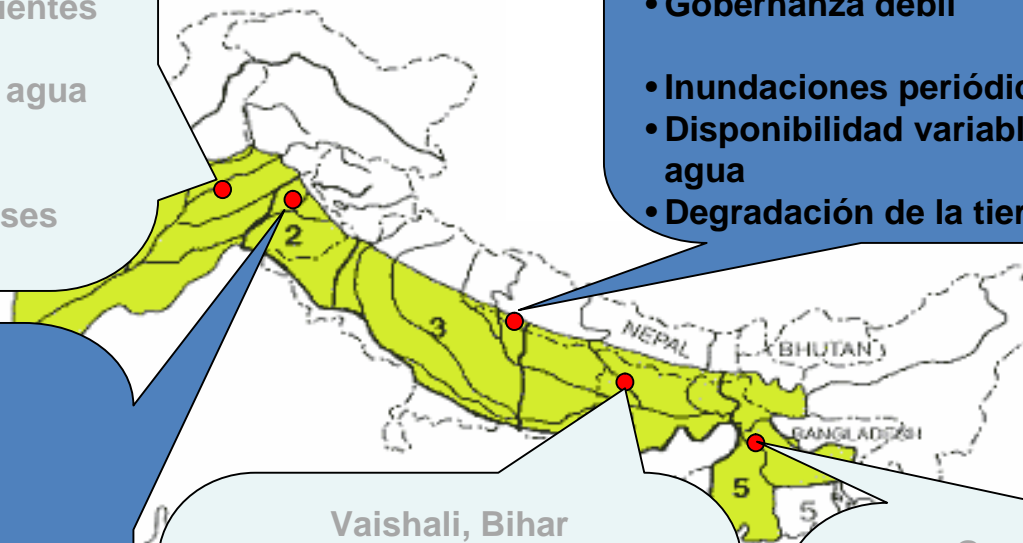 ientes
agua
ses
• Gobernanza débil
• Inundaciones periódic
• Disponibilidad variabl
agua
• Degradación de la tier
2
3
NEPAL
BHUTAN
BANGLADESH
5
5
Vaishali, Bihar